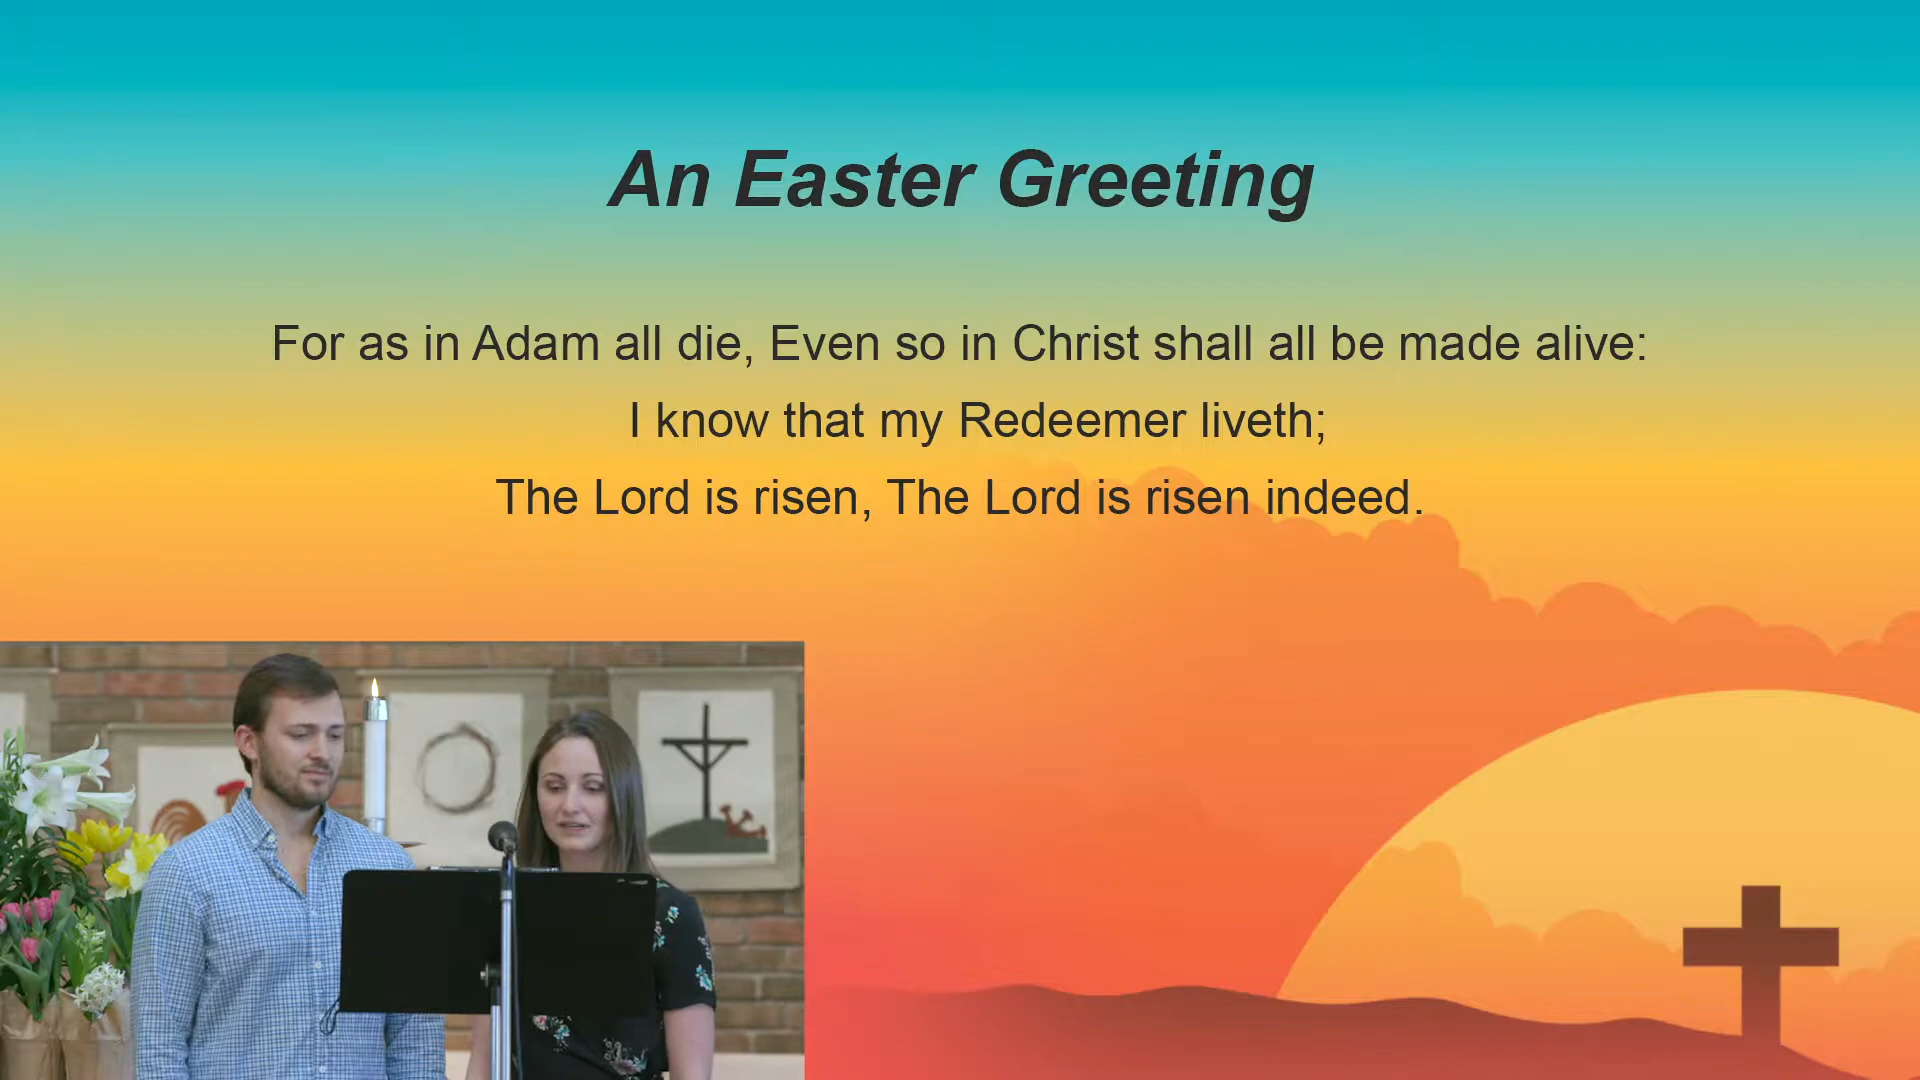 An Easter Greeting
For as in Adam all die, Even so in Christ shall all be made alive:
I know that my Redeemer liveth;
The Lord is risen, The Lord is risen indeed.